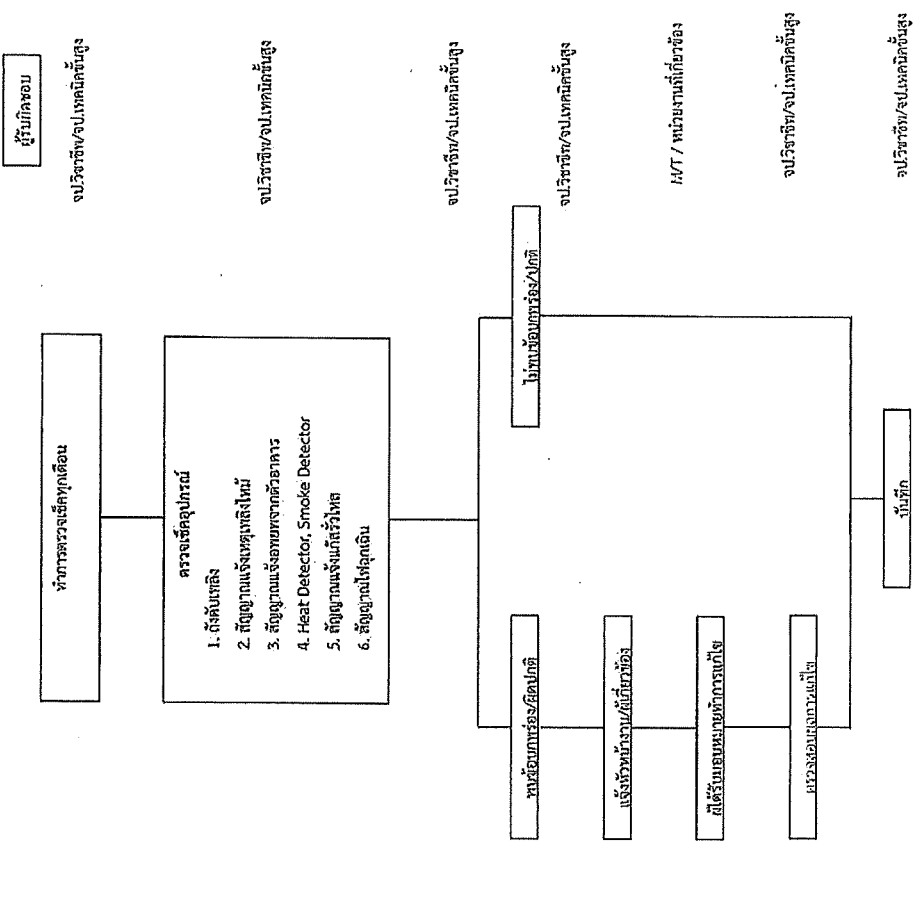 ผู้รับผิดชอบ
ทำการตรวจเช็คทุกเดือน
จป.วิชาชีพ/จป.เทคนิคขั้นสูง
ตรวจเช็คอุปกรณ์
1. ถังดับเพลิง
2. สัญญาณแจ้งเหตุเพลิงไหม้
3. สัญญาณแจ้งอพยพจากตัวอาคาร
4. Heat Detector, Smoke Detector
5. สัญญาณแจ้งแก๊สรั่วไหล
6. สัญญาณไฟฉุกเฉิน
จป.วิชาชีพ/จป.เทคนิคขั้นสูง
จป.วิชาชีพ/จป.เทคนิคขั้นสูง
พบข้อบกพร่อง/ผิดปกติ
ไม่พบข้อบกพร่อง/ปกติ
จป.วิชาชีพ/จป.เทคนิคขั้นสูง
แจ้งหัวหน้างาน/ผู้เกี่ยวข้อง
ผู้ได้รับมอบหมายทำการแก้ไข
/ หน่วยงานที่เกี่ยวข้อง
ตรวจสอบผลการแก้ไข
จป.วิชาชีพ/จป.เทคนิคขั้นสูง
บันทึก
จป.วิชาชีพ/จป.เทคนิคขั้นสูง